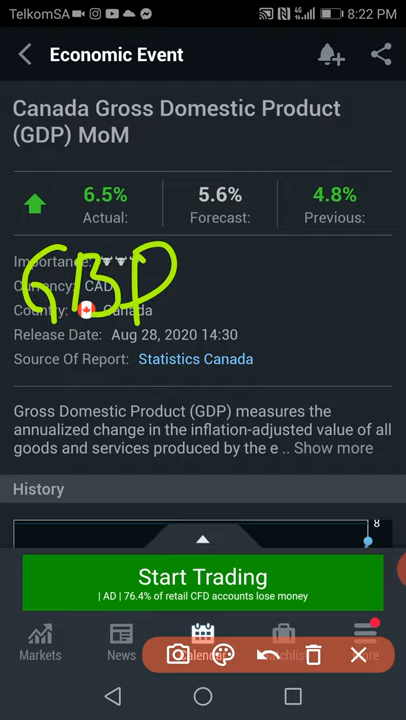 TelkomSA 4G 8:22 PM
Economic Event
Canada Gross Domestic Product
(GDP) MoM
6.5% 5.6% 4.8%
Actual: Forecast: Previous:
Importance:
GBP
Currency: CAD
Country: Canada
Release Date: Aug 28, 2020 14:30
Source Of Report: Statistics Canada
Gross Domestic Product (GDP) measures the
annualized change in the inflation-adjusted value of all
goods and services produced by the e .. Show more
History
8
Start Trading
| AD | 76.4% of retail CFD accounts lose money
Markets News Calendar